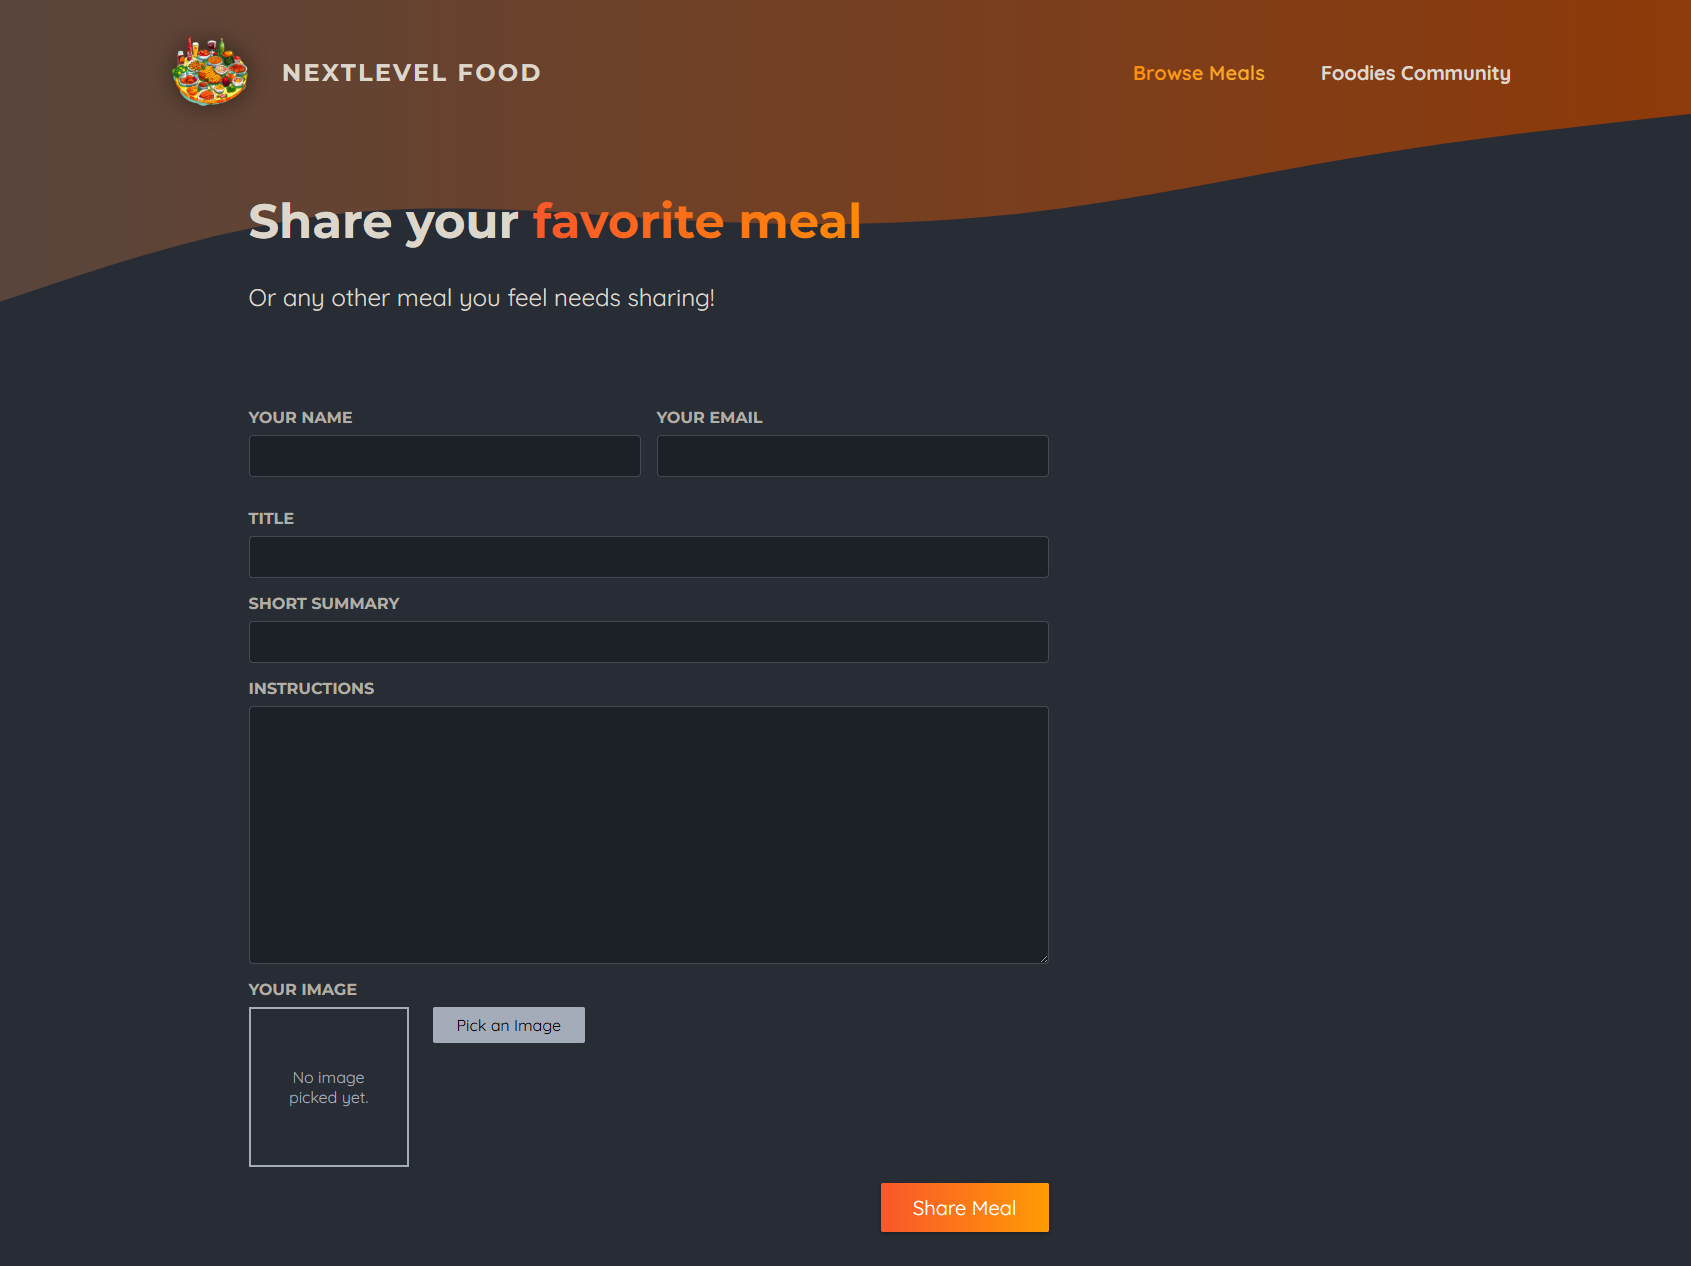 NEXTLEVEL FOOD
Browse Meals
Foodies Community
Share your favorite meal
Or any other meal you feel needs sharing!
YOUR NAME
YOUR EMAIL
TITLE
SHORT SUMMARY
INSTRUCTIONS
YOUR IMAGE
No image
picked yet.
Pick an Image
Share Meal